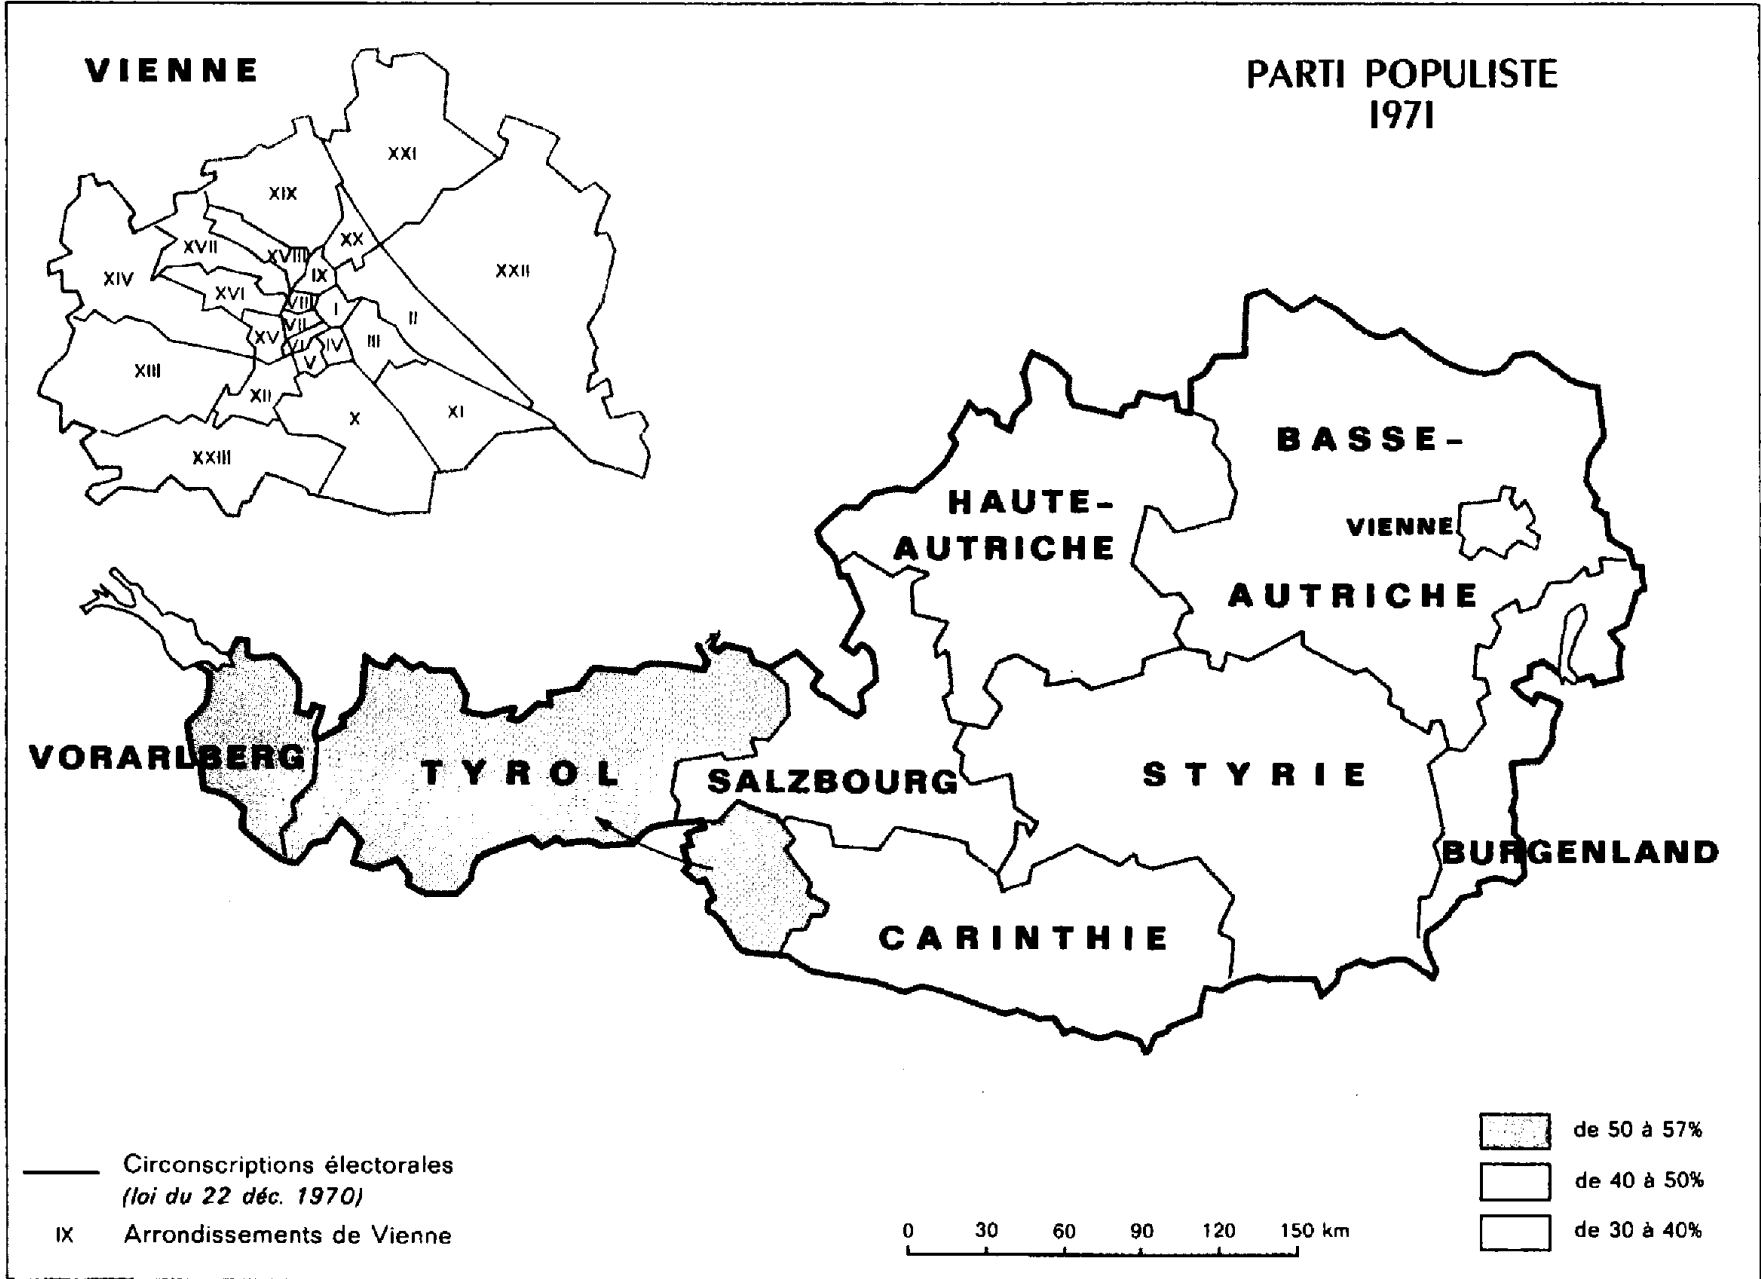 VIENNE
PARTI POPULISTE
1971
XXI
XIX
XX
XVII
XVIII
IX
XXII
XIV
XVI
VIII
I
II
VII
XV
VI
IV
III
V
XIII
XII
X
XI
XXIII
BASSE-
HAUTE-
AUTRICHE
VIENNE
AUTRICHE
VORARLBERG
TYROL
SALZBOURG
STYRIE
BURGENLAND
CARINTHIE
Circonscriptions électorales
(loi du 22 déc. 1970)
IX Arrondissements de Vienne
0 30 60 90 120 150 km
de 50 à 57%
de 40 à 50%
de 30 à 40%